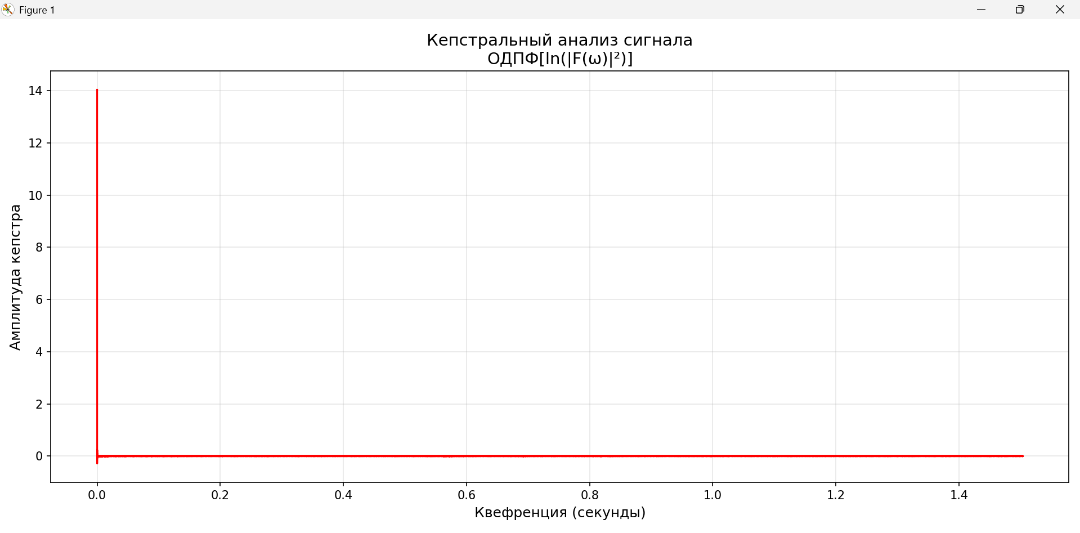 Figure 1
Кепстральный анализ сигнала
ОДПФ[ln(|F(ω)|²)]
Амплитуда кепстра
14
12
10
8
6
4
2
0
0.0 0.2 0.4 0.6 0.8 1.0 1.2 1.4
Квефренция (секунды)